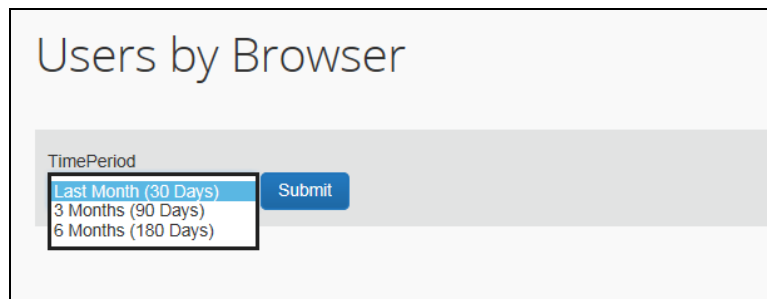 Users by Browser
TimePeriod
Last Month (30 Days)
Submit
3 Months (90 Days)
6 Months (180 Days)